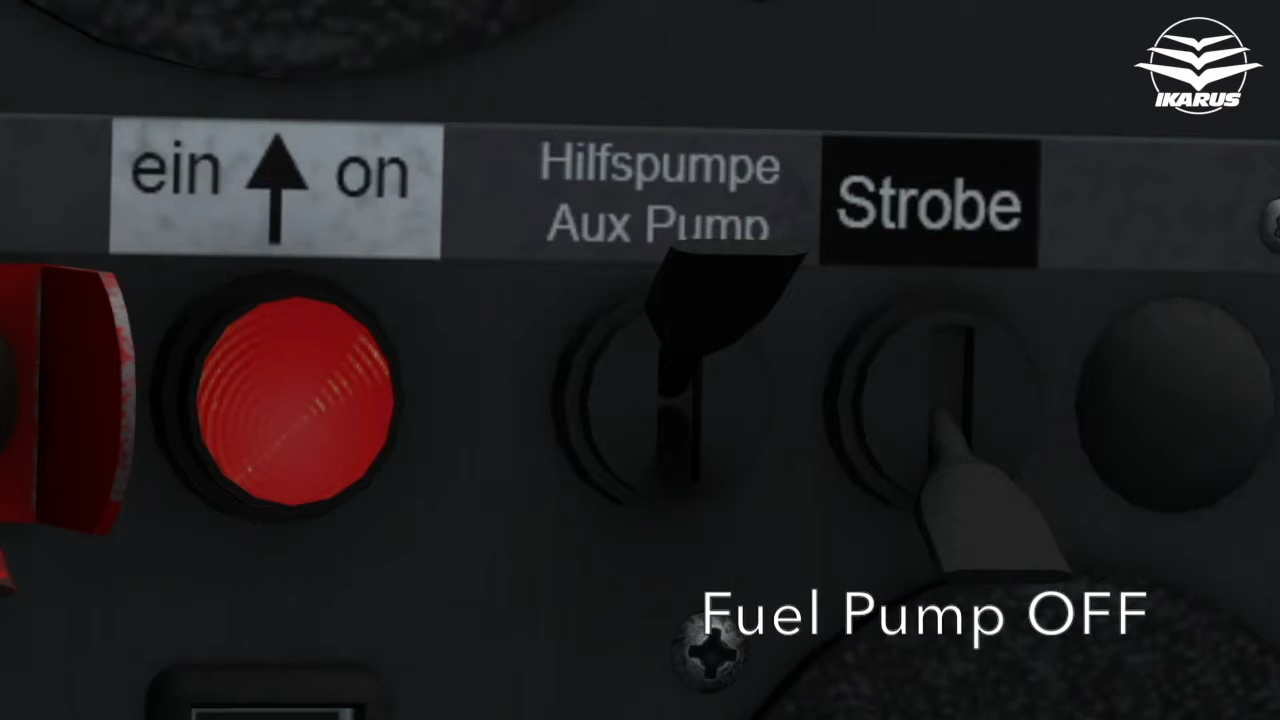 IKARUS
ein on
Hilfspumpe
Aux Pump
Strobe
Fuel Pump OFF